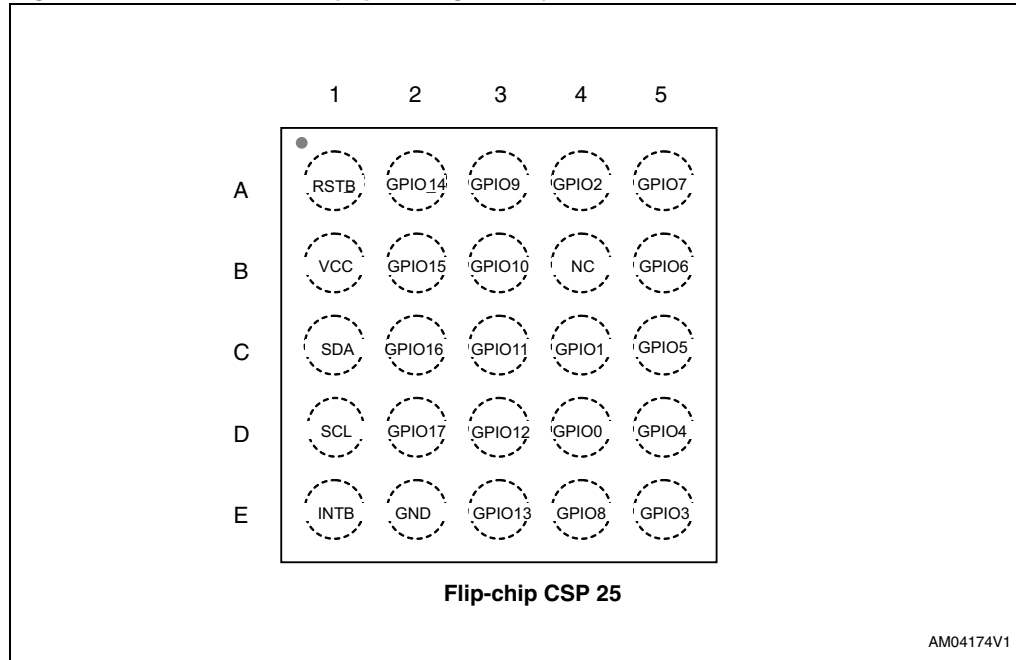 1 2 3 4 5
A RSTB GPIO_14 GPIO9 GPIO2 GPIO7
B VCC GPIO15 GPIO10 NC GPIO6
C SDA GPIO16 GPIO11 GPIO1 GPIO5
D SCL GPIO17 GPIO12 GPIO0 GPIO4
E INTB GND GPIO13 GPIO8 GPIO3
Flip-chip CSP 25
AM04174V1